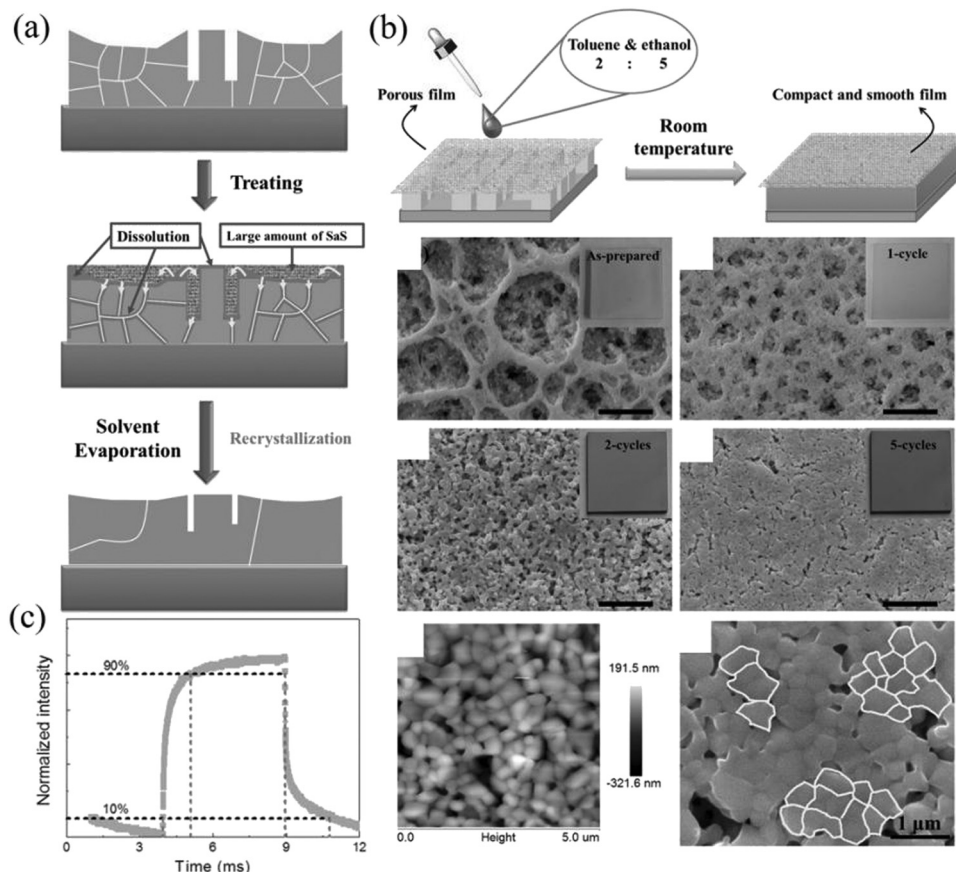 (a)
Treating
Dissolution
Large amount of SaS
Solvent
Evaporation
Recrystallization
(b)
Toluene & ethanol
2 : 5
Porous film
Room
temperature
Compact and smooth film
As-prepared
1-cycle
2-cycles
5-cycles
191.5 nm
-321.6 nm
0.0
Height
5.0 um
1 μm
(c)
Normalized intensity
90%
10%
0
3
6
9
12
Time (ms)